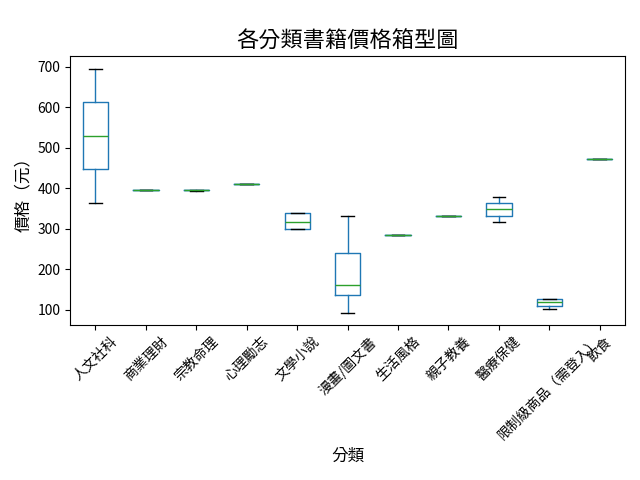 各分類書籍價格箱型圖
價格（元）
700
600
500
400
300
200
100
人文社科
商業理財
宗教命理
心理勵志
文學小說
漫畫/圖文書
生活風格
親子教養
醫療保健
限制級商品（需登入）
飲食
分類